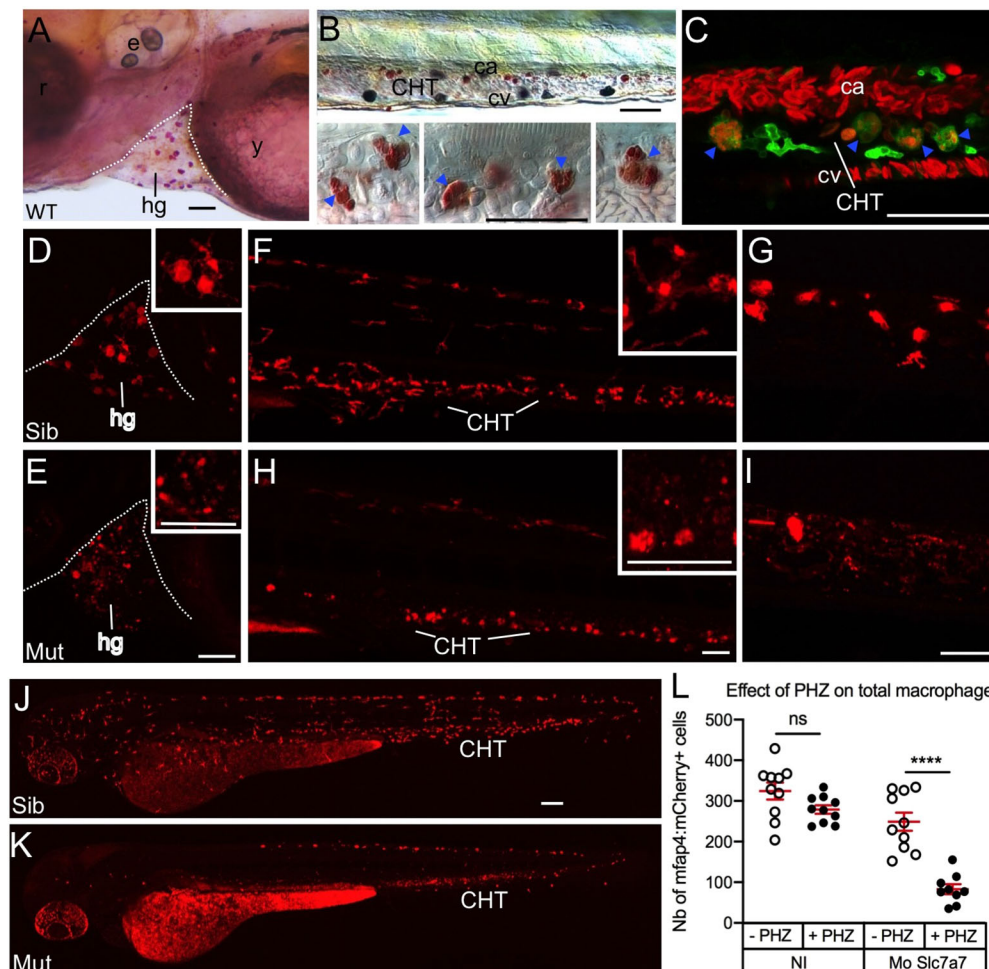 A
e
r
y
hg
WT
B
ca
CHT
cv
C
ca
cv
CHT
D
hg
Sib
F
CHT
G
E
hg
Mut
H
CHT
I
J
CHT
Sib
K
CHT
Mut
L
Effect of PHZ on total macrophage
ns
****
Nb of mfap4:mCherry+ cells
500
400
300
200
100
0
- PHZ + PHZ - PHZ + PHZ
NI Mo Slc7a7